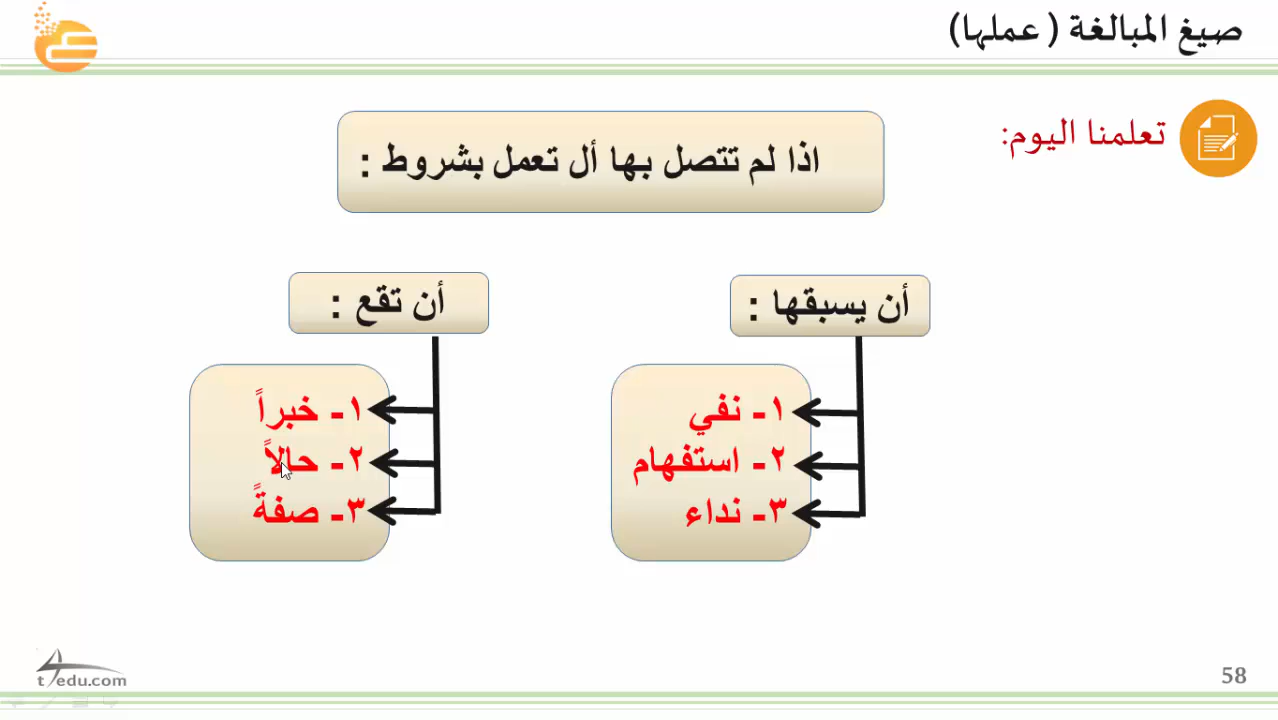 صيغ المبالغة ( عملها)
تعلمنا اليوم:
اذا لم تتصل بها أل تعمل بشروط :
أن يسبقها :
١- نفي
٢- استفهام
٣- نداء
أن تقع :
١- خبراً
٢- حالاً
٣- صفةً
t4edu.com
58